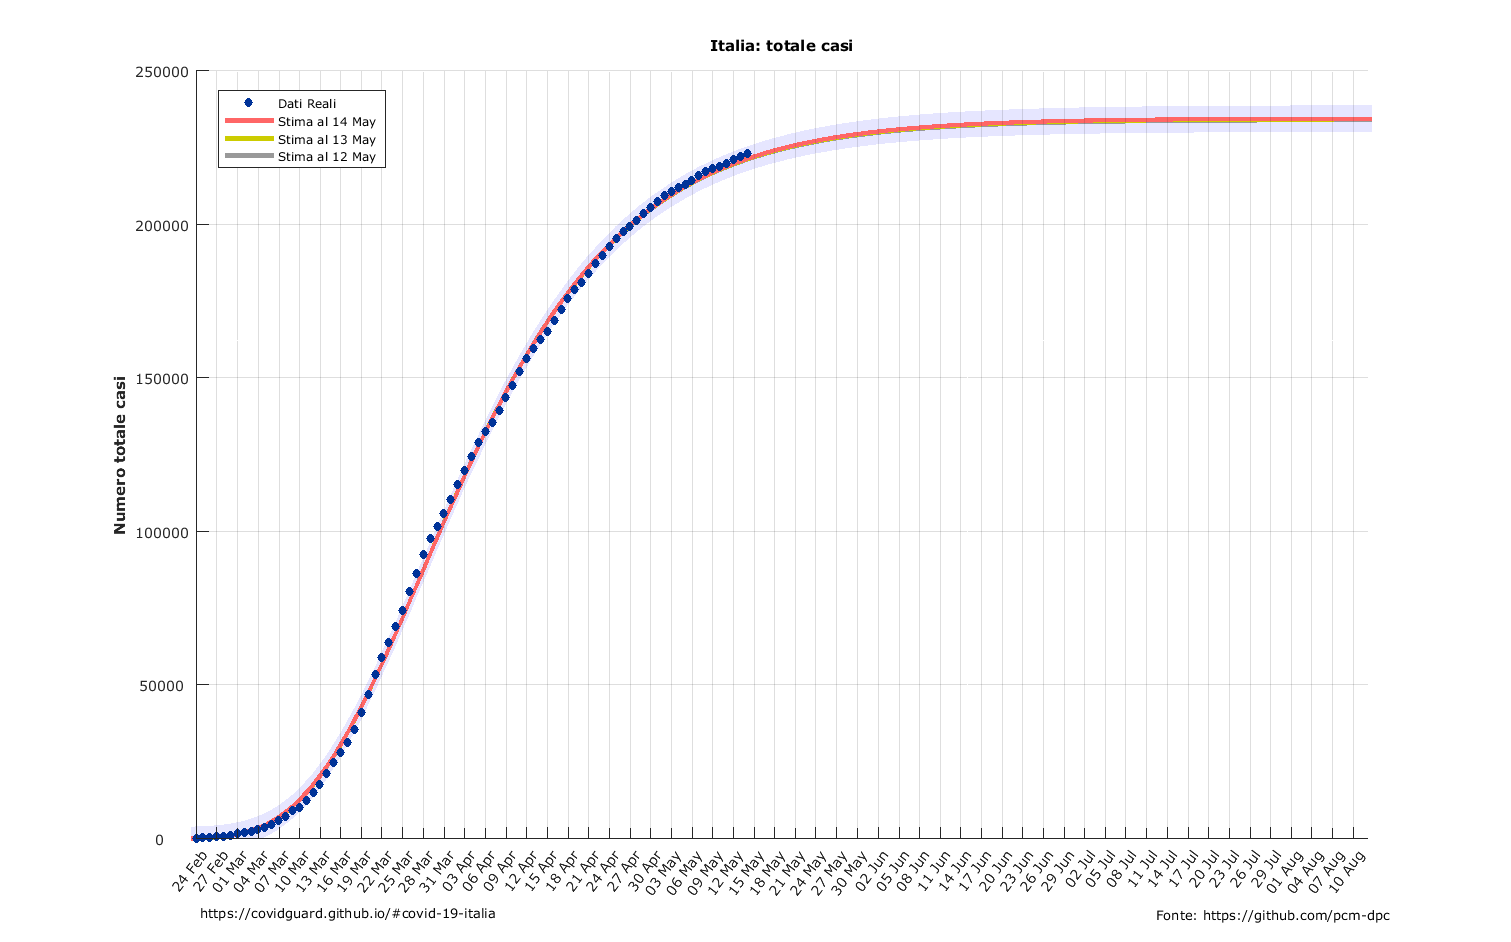 Italia: totale casi
250000
200000
150000
100000
50000
0
Numero totale casi
Dati Reali
Stima al 14 May
Stima al 13 May
Stima al 12 May
24 Feb
27 Feb
01 Mar
04 Mar
07 Mar
10 Mar
13 Mar
16 Mar
19 Mar
22 Mar
25 Mar
28 Mar
31 Mar
03 Apr
06 Apr
09 Apr
12 Apr
15 Apr
18 Apr
21 Apr
24 Apr
27 Apr
30 Apr
03 May
06 May
09 May
12 May
15 May
18 May
21 May
24 May
27 May
30 May
02 Jun
05 Jun
08 Jun
11 Jun
14 Jun
17 Jun
20 Jun
23 Jun
26 Jun
29 Jun
02 Jul
05 Jul
08 Jul
11 Jul
14 Jul
17 Jul
20 Jul
23 Jul
26 Jul
29 Jul
01 Aug
04 Aug
07 Aug
10 Aug
https://covidguard.github.io/#covid-19-italia
Fonte: https://github.com/pcm-dpc